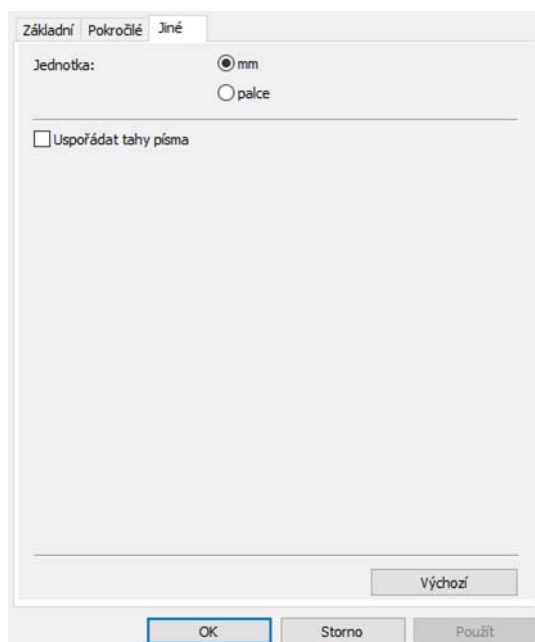 Základní Pokročilé Jiné
Jednotka: mm
palce
Uspořádat tahy písma
Výchozí
OK Storno Použít